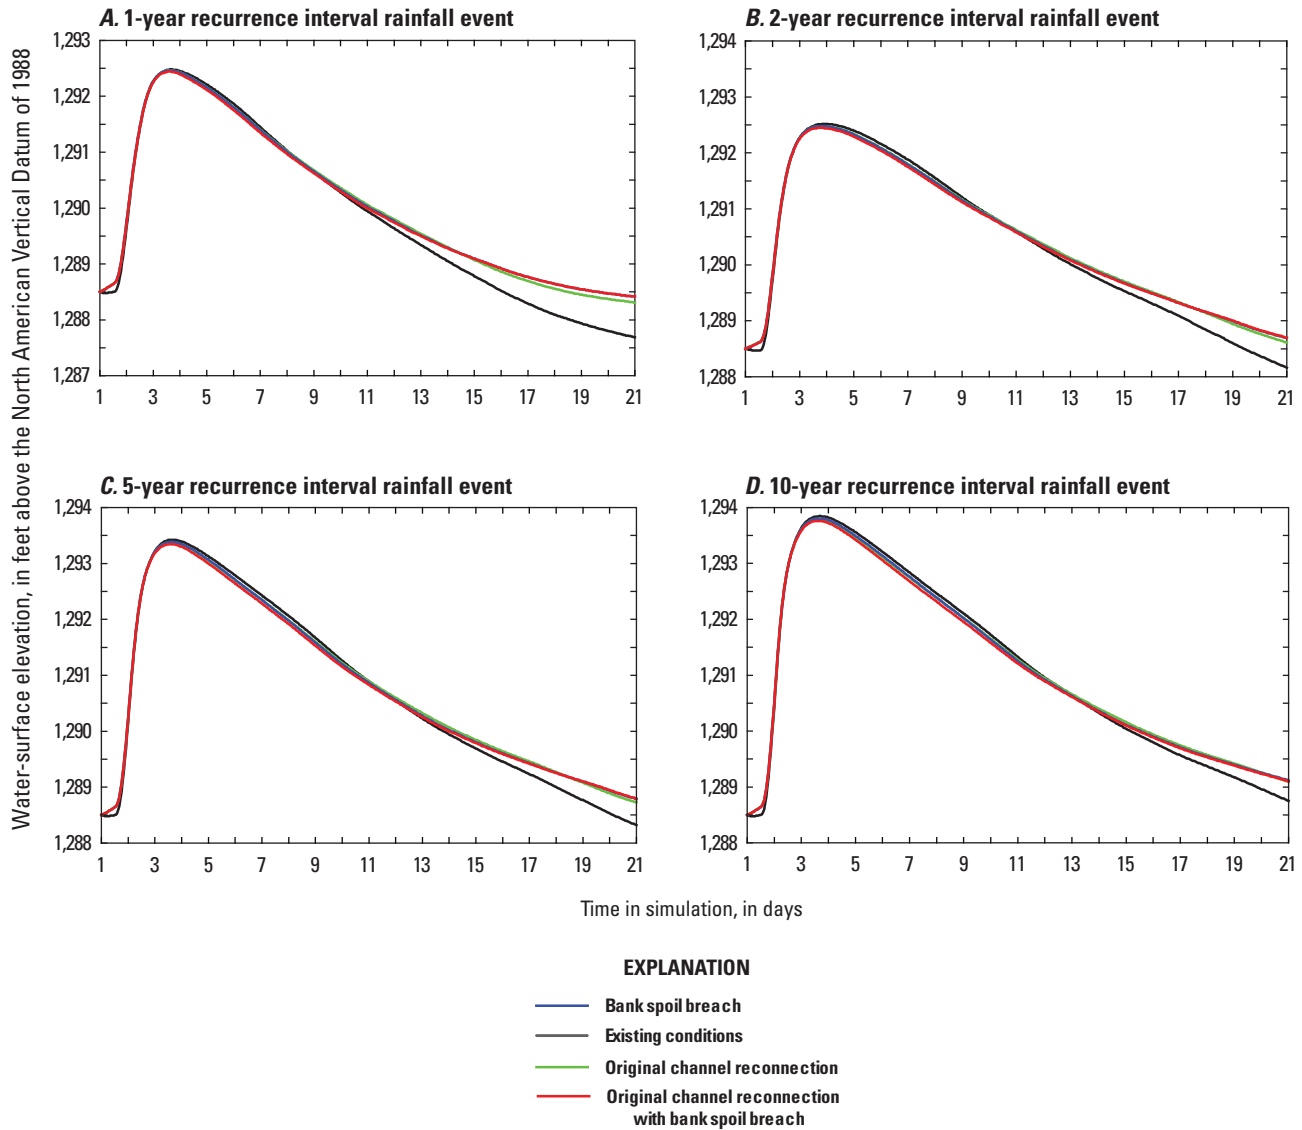 Water-surface elevation, in feet above the North American Vertical Datum of 1988
A. 1-year recurrence interval rainfall event
1,293
1,292
1,291
1,290
1,289
1,288
1,287
1 3 5 7 9 11 13 15 17 19 21
B. 2-year recurrence interval rainfall event
1,294
1,293
1,292
1,291
1,290
1,289
1,288
1 3 5 7 9 11 13 15 17 19 21
C. 5-year recurrence interval rainfall event
1,294
1,293
1,292
1,291
1,290
1,289
1,288
1 3 5 7 9 11 13 15 17 19 21
D. 10-year recurrence interval rainfall event
1,294
1,293
1,292
1,291
1,290
1,289
1,288
1 3 5 7 9 11 13 15 17 19 21
Time in simulation, in days
EXPLANATION
Bank spoil breach
Existing conditions
Original channel reconnection
Original channel reconnection
with bank spoil breach